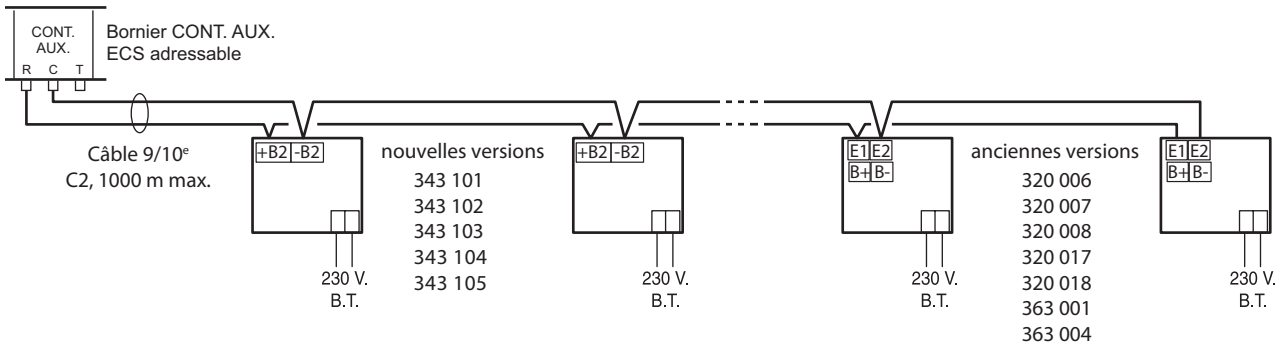 CONT.
AUX.
R C T
Bornier CONT. AUX.
ECS adressable
Câble 9/10e
C2, 1000 m max.
+B2 -B2
230 V.
B.T.
nouvelles versions
343 101
343 102
343 103
343 104
343 105
+B2 -B2
230 V.
B.T.
E1 E2
B+ B-
230 V.
B.T.
anciennes versions
320 006
320 007
320 008
320 017
320 018
363 001
363 004
E1 E2
B+ B-
230 V.
B.T.